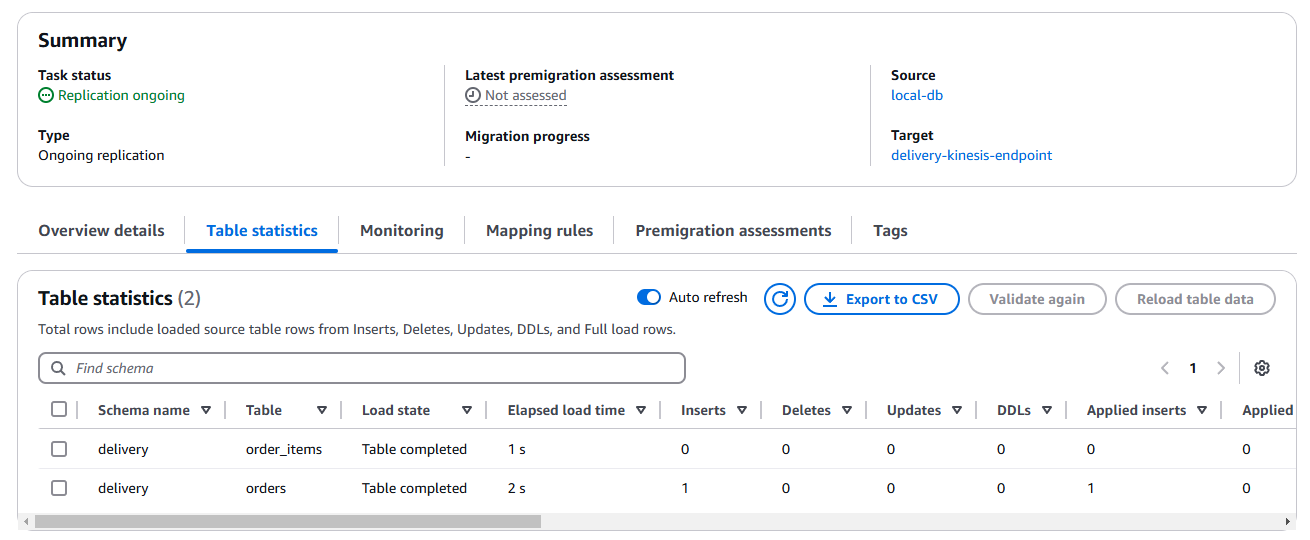 Summary
Task status
Replication ongoing
Latest premigration assessment
Not assessed
Source
local-db
Type
Ongoing replication
Migration progress
-
Target
delivery-kinesis-endpoint
Overview details Table statistics Monitoring Mapping rules Premigration assessments Tags
Table statistics (2) Auto refresh Export to CSV Validate again Reload table data
Total rows include loaded source table rows from Inserts, Deletes, Updates, DDLs, and Full load rows.
Find schema 1
Schema name Table Load state Elapsed load time Inserts Deletes Updates DDLs Applied inserts Applied
delivery order_items Table completed 1 s 0 0 0 0 0 0
delivery orders Table completed 2 s 1 0 0 0 1 0